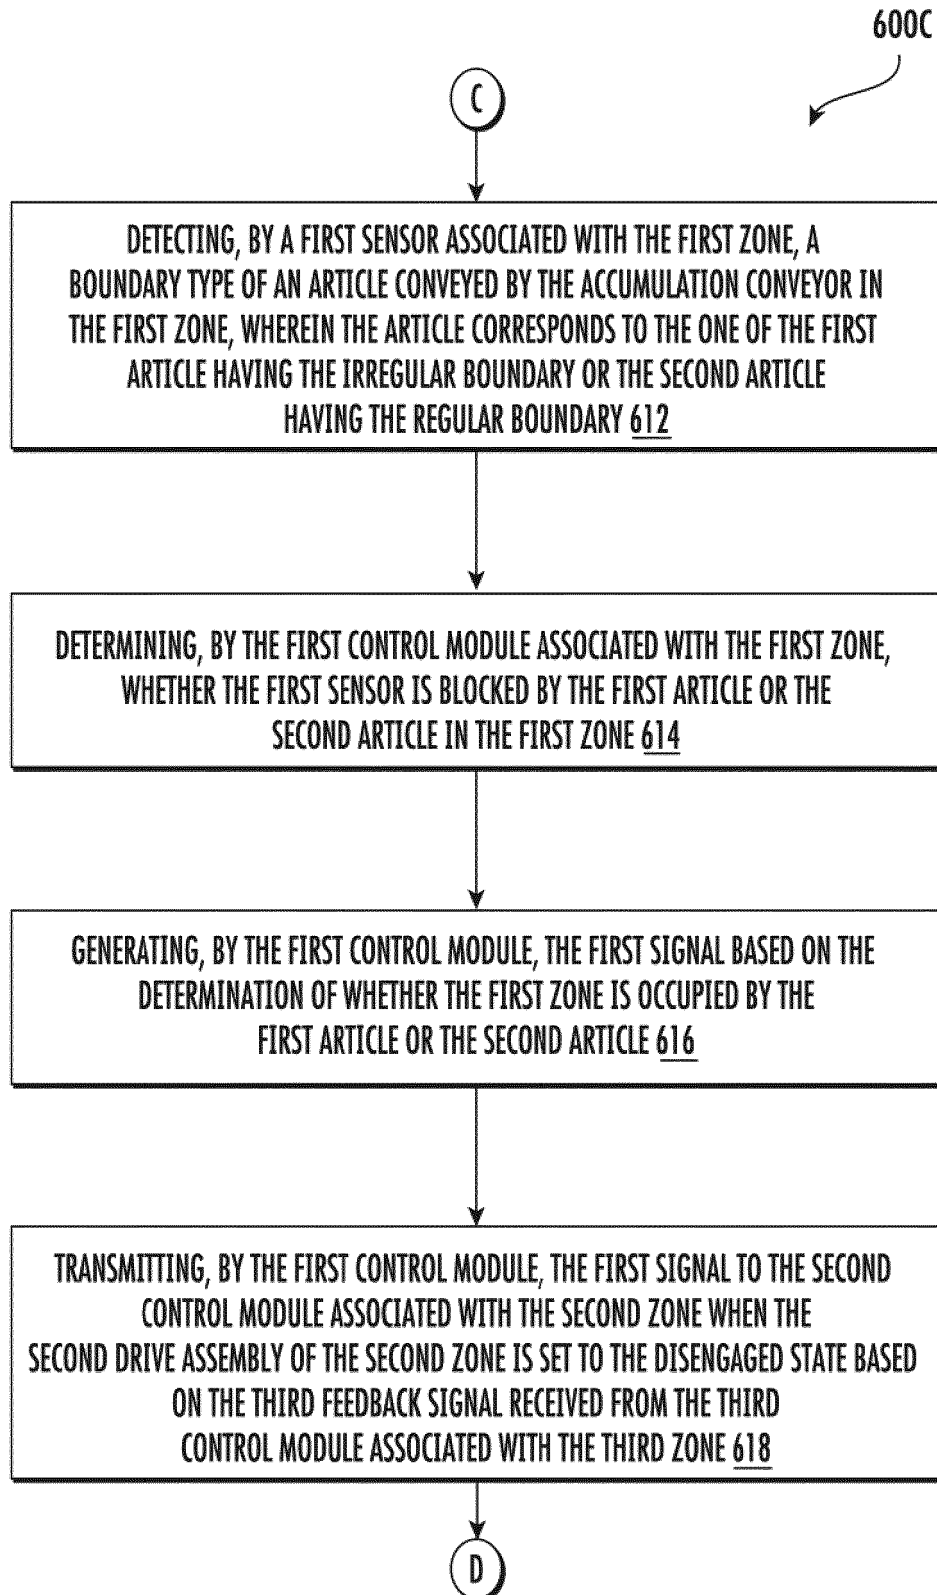 600C
C
DETECTING, BY A FIRST SENSOR ASSOCIATED WITH THE FIRST ZONE, A
BOUNDARY TYPE OF AN ARTICLE CONVEYED BY THE ACCUMULATION CONVEYOR IN
THE FIRST ZONE, WHEREIN THE ARTICLE CORRESPONDS TO THE ONE OF THE FIRST
ARTICLE HAVING THE IRREGULAR BOUNDARY OR THE SECOND ARTICLE
HAVING THE REGULAR BOUNDARY 612
DETERMINING, BY THE FIRST CONTROL MODULE ASSOCIATED WITH THE FIRST ZONE,
WHETHER THE FIRST SENSOR IS BLOCKED BY THE FIRST ARTICLE OR THE
SECOND ARTICLE IN THE FIRST ZONE 614
GENERATING, BY THE FIRST CONTROL MODULE, THE FIRST SIGNAL BASED ON THE
DETERMINATION OF WHETHER THE FIRST ZONE IS OCCUPIED BY THE
FIRST ARTICLE OR THE SECOND ARTICLE 616
TRANSMITTING, BY THE FIRST CONTROL MODULE, THE FIRST SIGNAL TO THE SECOND
CONTROL MODULE ASSOCIATED WITH THE SECOND ZONE WHEN THE
SECOND DRIVE ASSEMBLY OF THE SECOND ZONE IS SET TO THE DISENGAGED STATE BASED
ON THE THIRD FEEDBACK SIGNAL RECEIVED FROM THE THIRD
CONTROL MODULE ASSOCIATED WITH THE THIRD ZONE 618
D